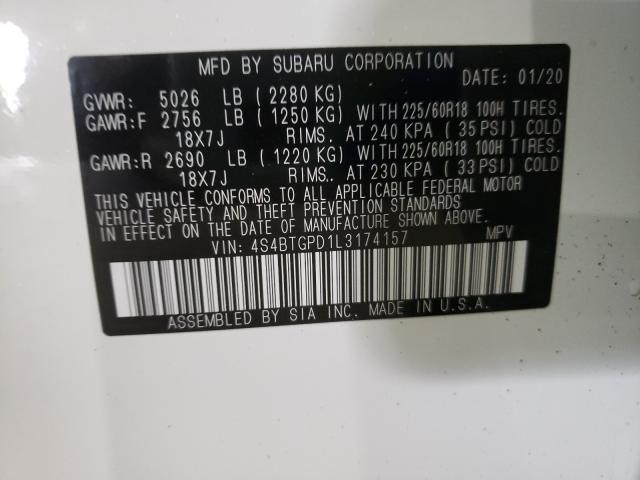 MFD BY SUBARU CORPORATION DATE: 01/20
GVWR: 5026 LB ( 2280 KG)
GAWR:F 2756 LB ( 1250 KG) WITH 225/60R18 100H TIRES.
18X7J RIMS.. AT 240 KPA ( 35 PSI) COLD
GAWR:R 2690 LB ( 1220 KG) WITH 225/60R18 100H TIRES.
18X7J RIMS.. AT 230 KPA ( 33 PSI) COLD
THIS VEHICLE CONFORMS TO ALL APPLICABLE FEDERAL MOTOR
VEHICLE SAFETY AND THEFT PREVENTION STANDARDS
IN EFFECT ON THE DATE OF MANUFACTURE SHOWN ABOVE.
VIN: 4S4BTGPD1L3174157 MPV
ASSEMBLED BY SIA INC. MADE IN U.S.A.